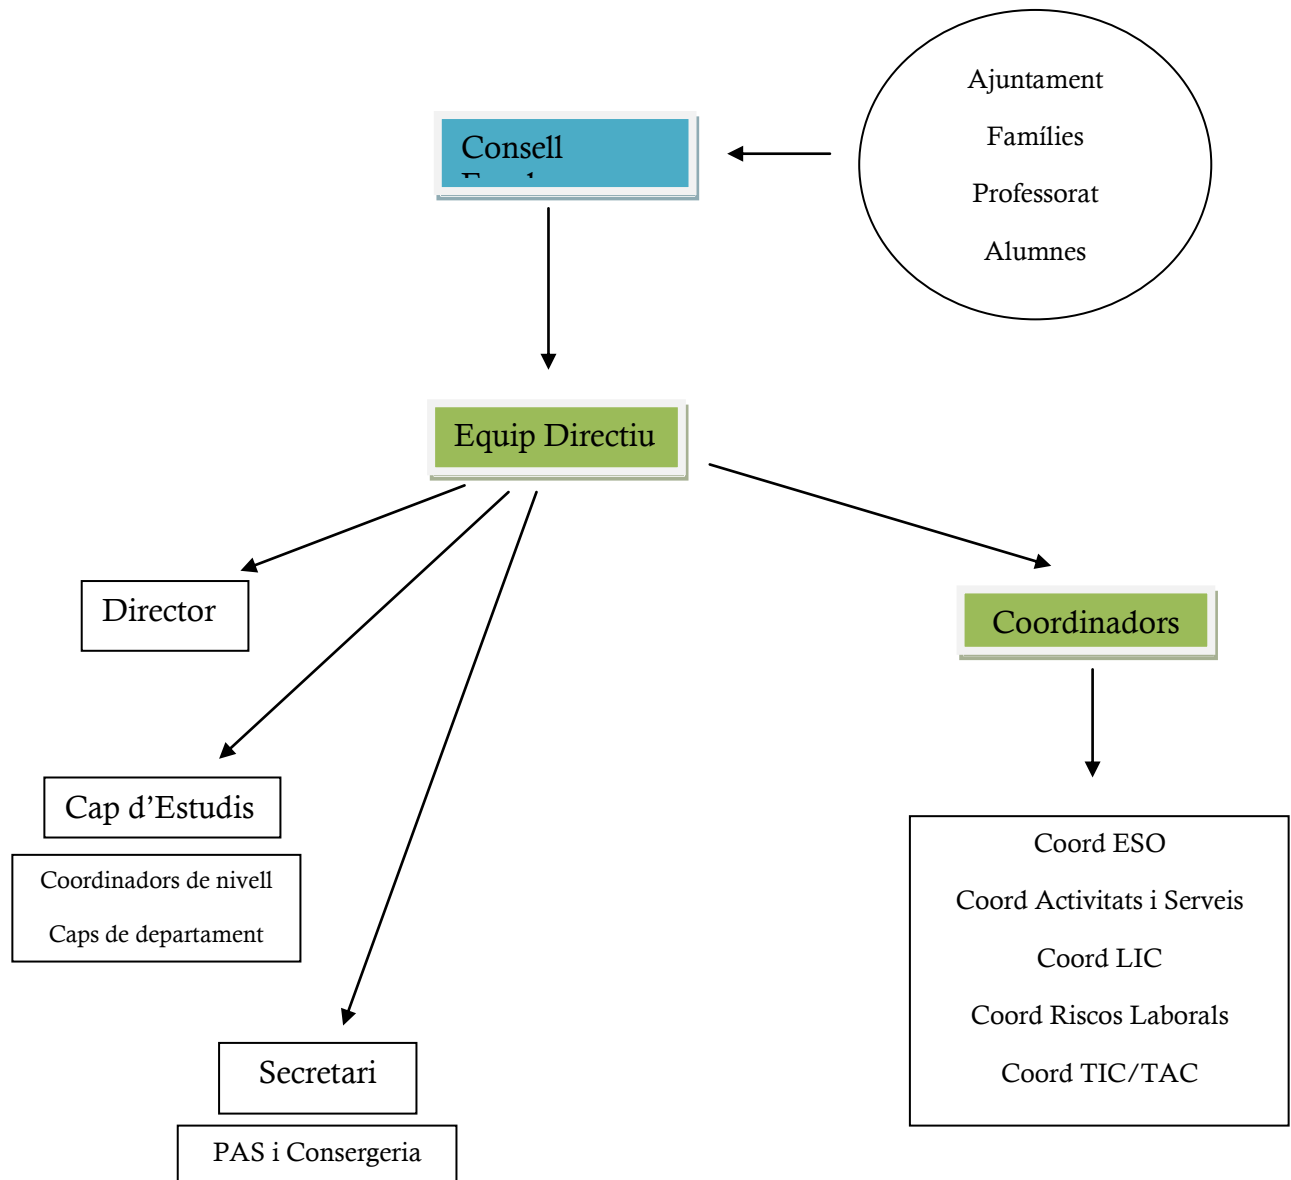 Ajuntament
Famílies
Professorat
Alumnes
Consell
Equip Directiu
Director
Coordinadors
Cap d’Estudis
Coordinadors de nivell
Caps de departament
Coord ESO
Coord Activitats i Serveis
Coord LIC
Coord Riscos Laborals
Coord TIC/TAC
Secretari
PAS i Consergeria